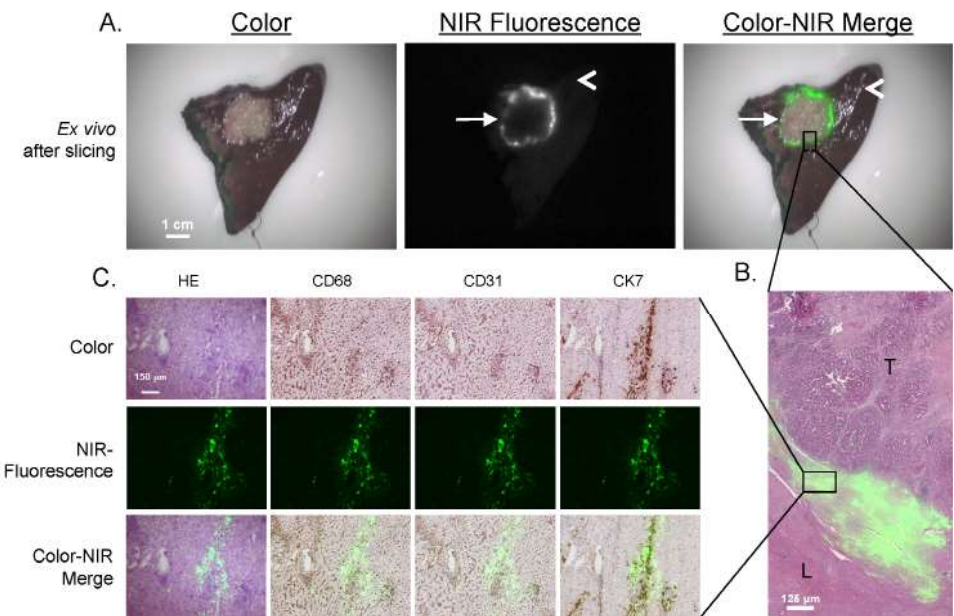 A.
Color
NIR Fluorescence
Color-NIR Merge
Ex vivo
after slicing
1 cm
C.
HE
CD68
CD31
CK7
B.
Color
150 µm
T
NIR-
Fluorescence
Color-NIR
Merge
L
125 µm